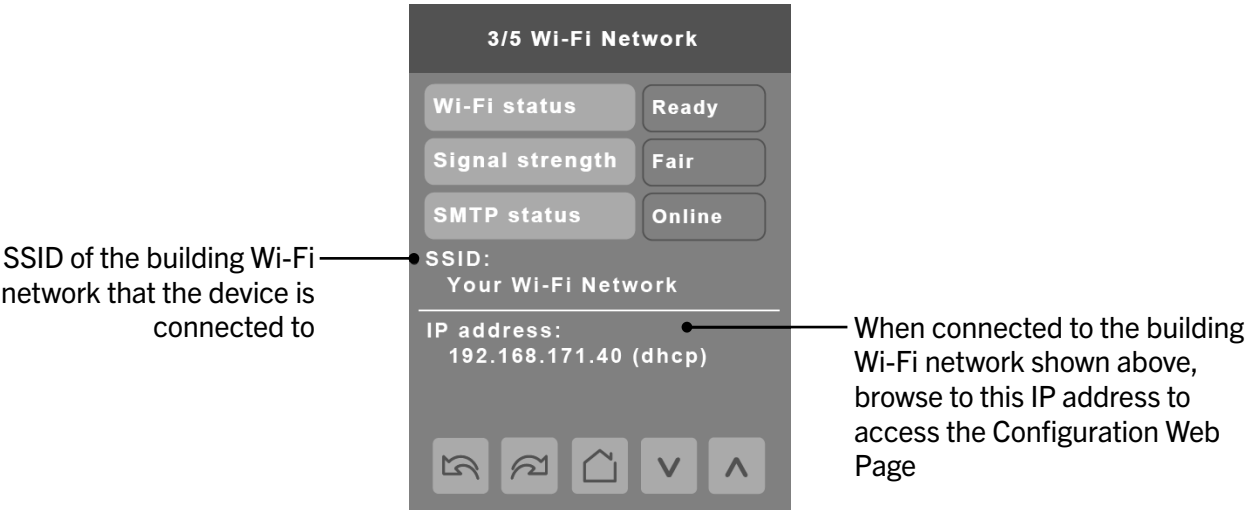 3/5 Wi-Fi Network
Wi-Fi status Ready
Signal strength Fair
SMTP status Online
SSID of the building Wi-Fi
network that the device is
connected to
SSID:
Your Wi-Fi Network
IP address:
192.168.171.40 (dhcp)
When connected to the building
Wi-Fi network shown above,
browse to this IP address to
access the Configuration Web
Page